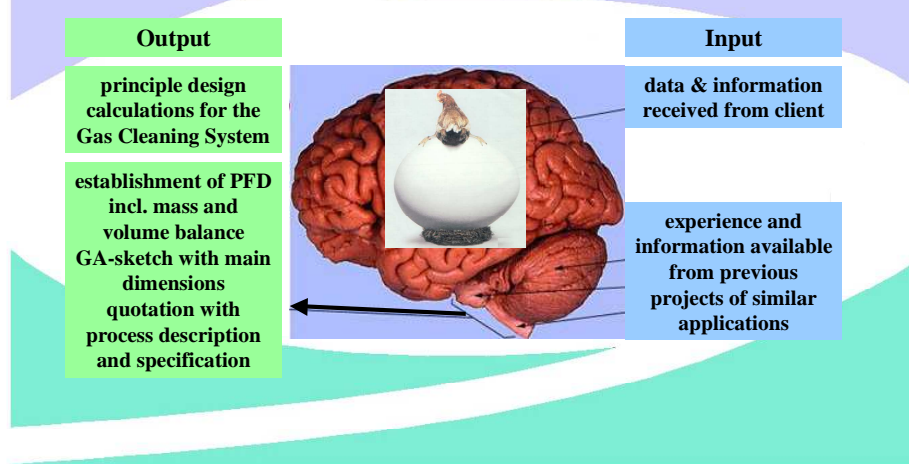 Output
principle design
calculations for the
Gas Cleaning System
establishment of PFD
incl. mass and
volume balance
GA-sketch with main
dimensions
quotation with
process description
and specification
Input
data & information
received from client
experience and
information available
from previous
projects of similar
applications